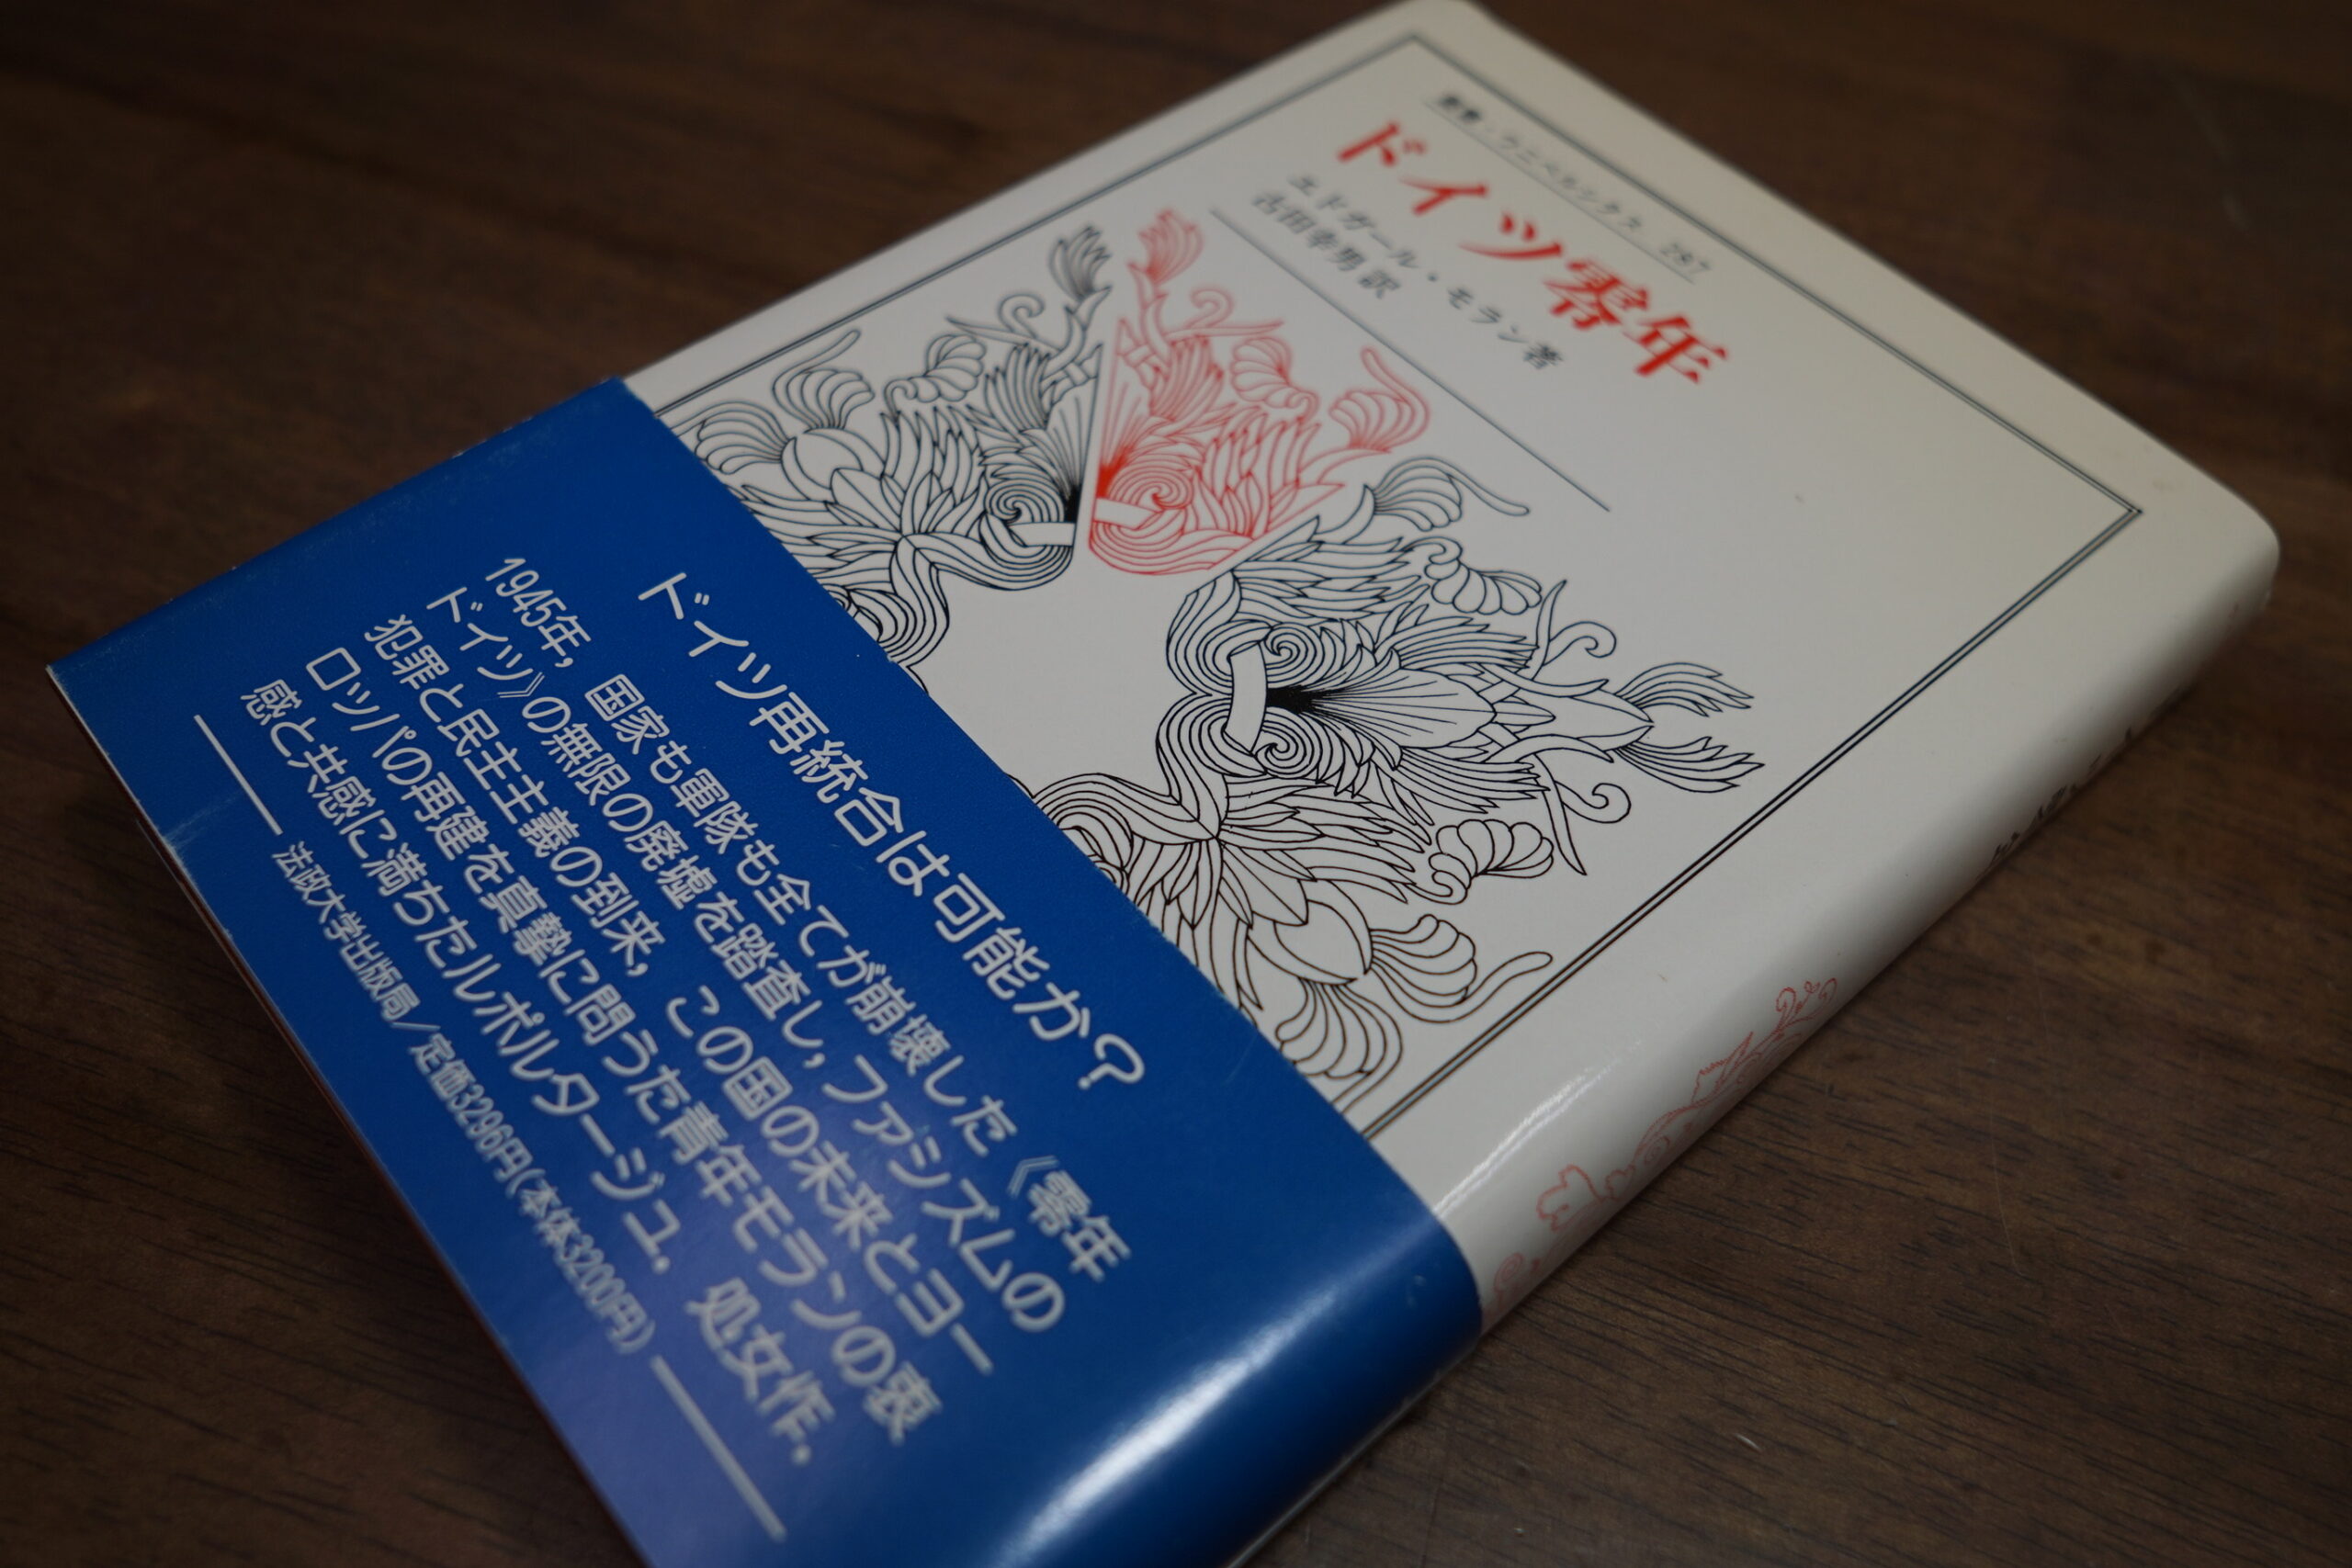 叢書・ウニベルシタス 287
ドイツ零年
エドガール・モラン著
古田幸男訳
ドイツ再統合は可能か?
1945年, 国家も軍隊も全てが崩壊した《零年
ドイツ》の無限の廃墟を踏査し, ファシズムの
犯罪と民主主義の到来, この国の未来とヨー
ロッパの再建を真摯に問うた青年モランの衷
感と共感に満ちたルポルタージュ. 処女作.
法政大学出版局/定価3296円(本体3200円)